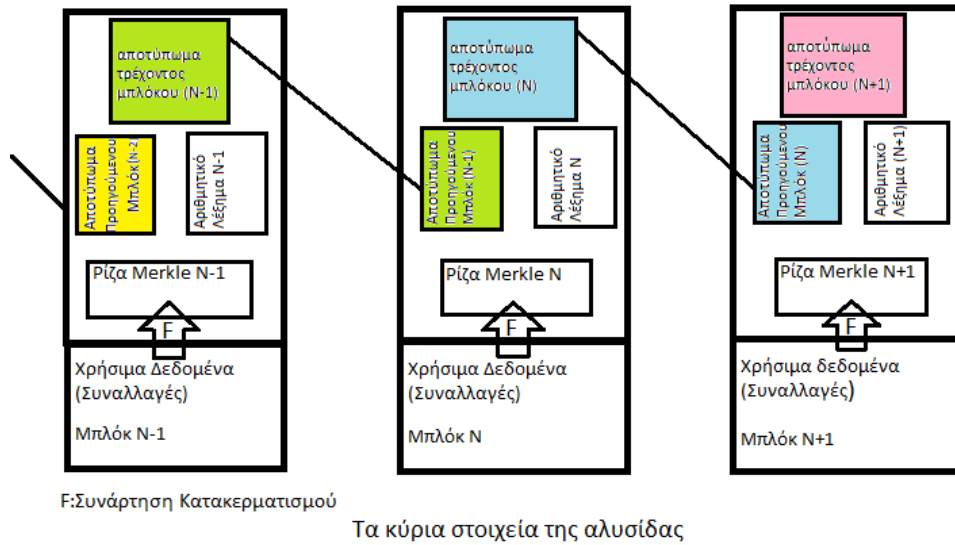 αποτύπωμα
τρέχοντος
μπλόκου (N-1)
Αποτύπωμα
Προηγούμενου
Μπλόκ(N-2)
Αριθμητικό
Λέξημα N-1
Ρίζα Merkle N-1
F
Χρήσιμα Δεδομένα
(Συναλλαγές)
Μπλόκ N-1
αποτύπωμα
τρέχοντος
μπλόκου (N)
Αποτύπωμα
Προηγούμενου
Μπλόκ (N-1)
Αριθμητικό
Λέξημα N
Ρίζα Merkle N
F
Χρήσιμα Δεδομένα
(Συναλλαγές)
Μπλόκ N
αποτύπωμα
τρέχοντος
μπλόκου (N+1)
Αποτύπωμα
Προηγούμενου
Μπλόκ (N)
Αριθμητικό
Λέξημα (N+1)
Ρίζα Merkle N+1
F
Χρήσιμα δεδομένα
(Συναλλαγές)
Μπλόκ N+1
F:Συνάρτηση Κατακερματισμού
Τα κύρια στοιχεία της αλυσίδας